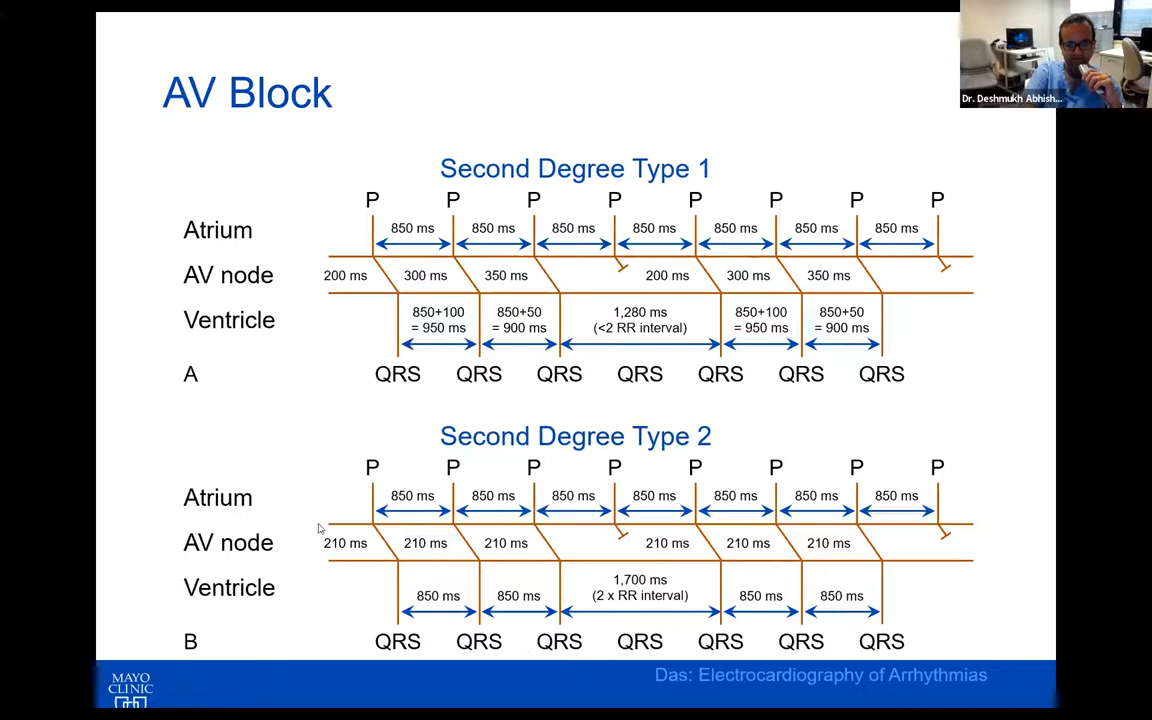 Dr. Deshmukh Abhish...
AV Block
Second Degree Type 1
P P P P P P P P
Atrium 850 ms 850 ms 850 ms 850 ms 850 ms 850 ms 850 ms
AV node 200 ms 300 ms 350 ms 200 ms 300 ms 350 ms
Ventricle 850+100 850+50 1,280 ms 850+100 850+50
= 950 ms = 900 ms (<2 RR interval) = 950 ms = 900 ms
A QRS QRS QRS QRS QRS QRS QRS
Second Degree Type 2
P P P P P P P P
Atrium 850 ms 850 ms 850 ms 850 ms 850 ms 850 ms 850 ms
AV node 210 ms 210 ms 210 ms 210 ms 210 ms 210 ms
Ventricle 850 ms 850 ms 1,700 ms 850 ms 850 ms
(2 x RR interval)
B QRS QRS QRS QRS QRS QRS QRS
Das: Electrocardiography of Arrhythmias
MAYO
CLINIC